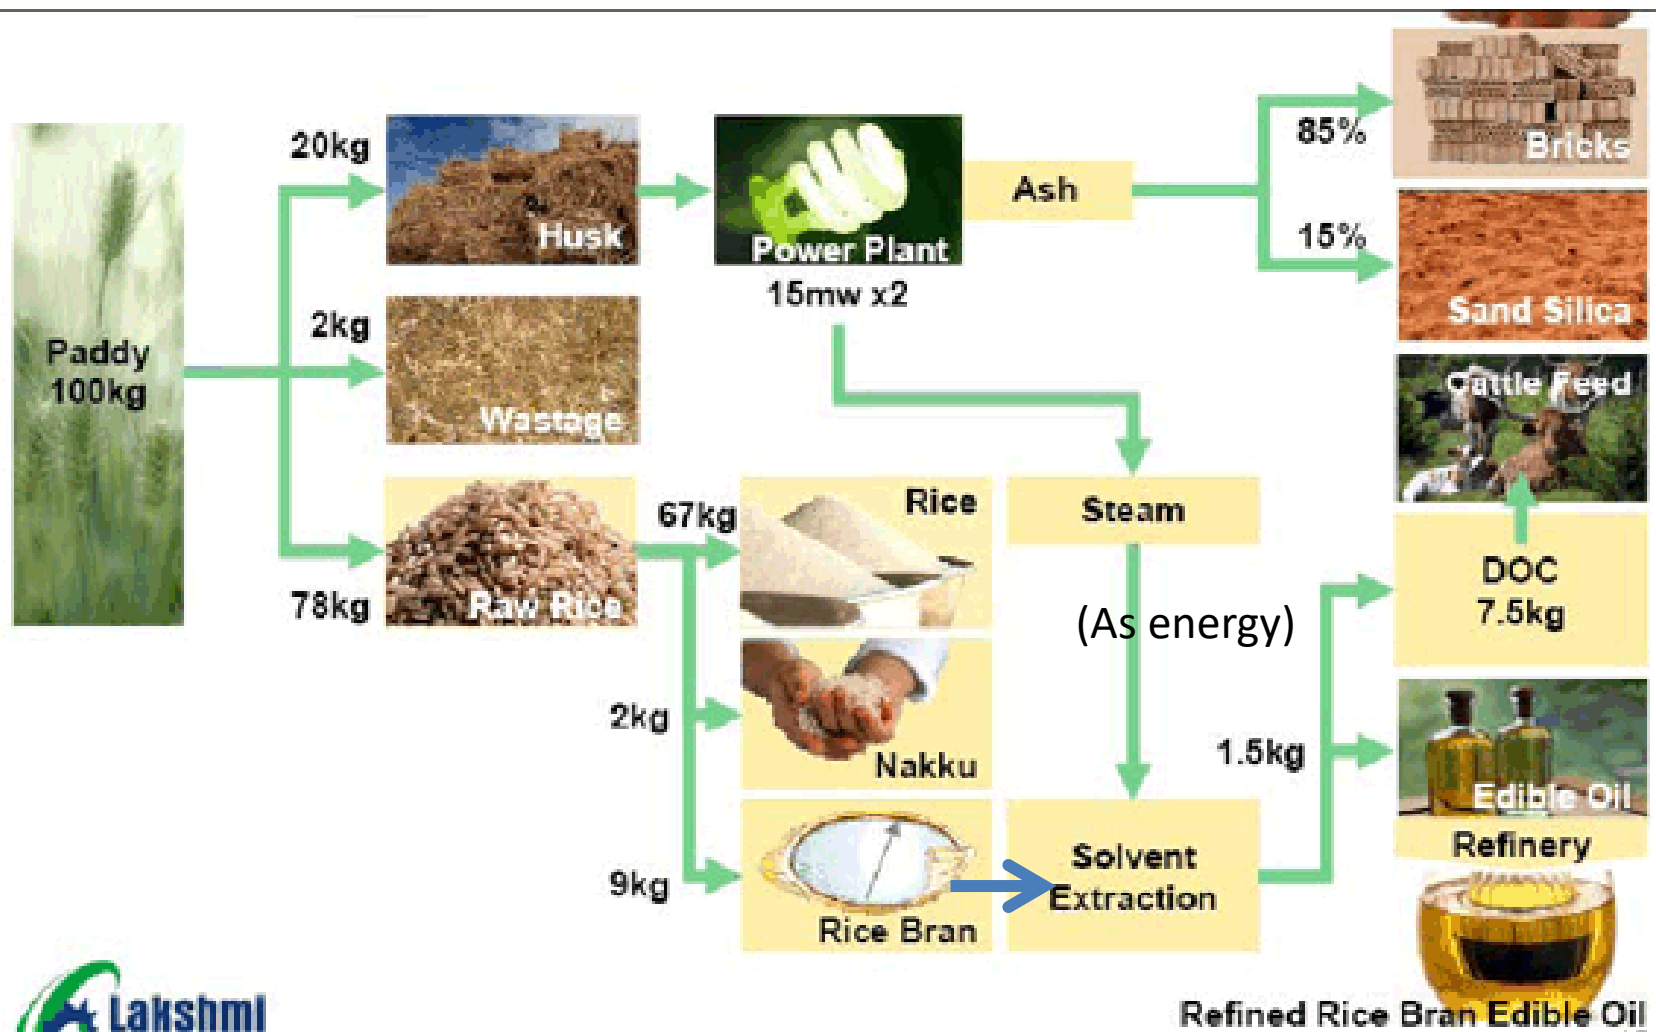 Paddy
100kg
20kg
Husk
2kg
Wastage
78kg
Raw Rice
Power Plant
15mw x2
Ash
85%
Bricks
15%
Sand Silica
Cattle Feed
67kg
Rice
2kg
Nakku
9kg
Rice Bran
Steam
(As energy)
Solvent
Extraction
DOC
7.5kg
1.5kg
Edible Oil
Refinery
Refined Rice Bran Edible Oil
Lakshmi